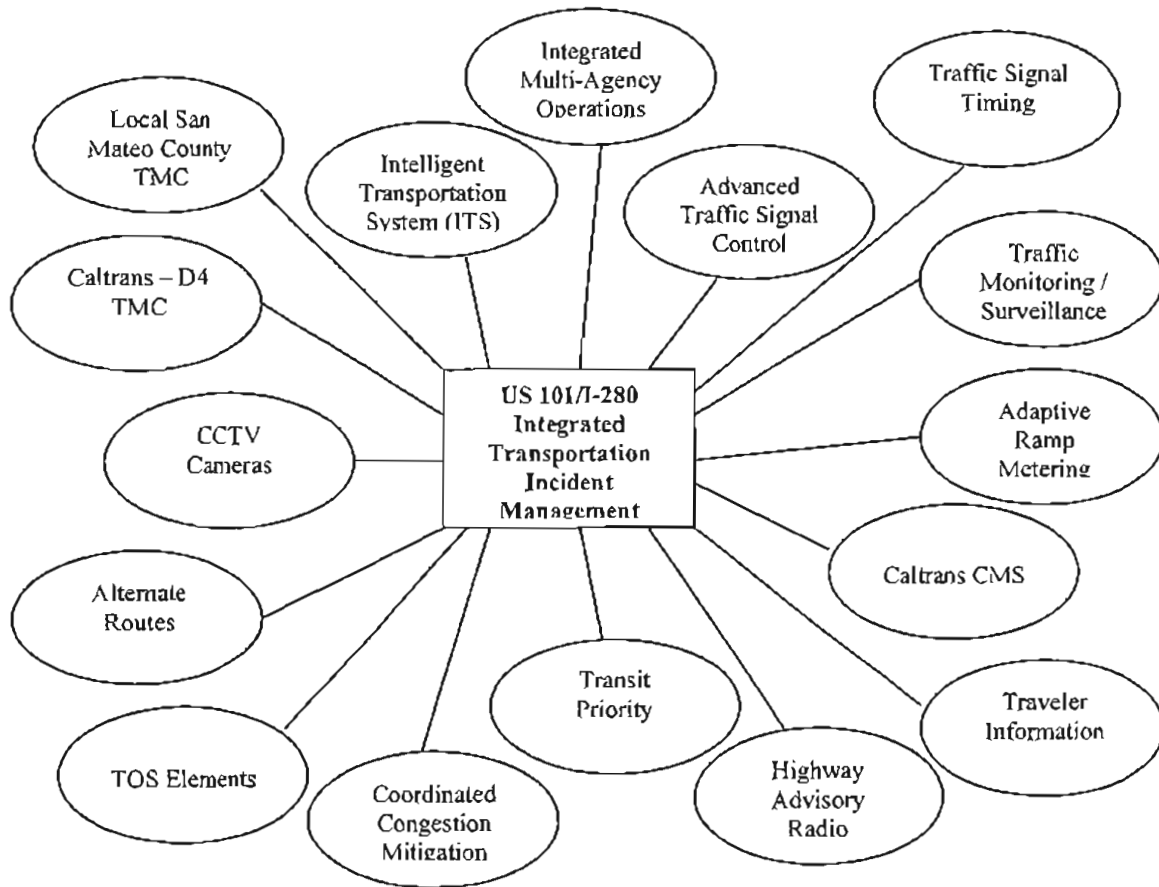 Integrated
Multi-Agency
Operations
Traffic Signal
Timing
Local San
Mateo County
TMC
Intelligent
Transportation
System (ITS)
Advanced
Traffic Signal
Control
Traffic
Monitoring /
Surveillance
Caltrans – D4
TMC
US 101/I-280
Integrated
Transportation
Incident
Management
CCTV
Cameras
Adaptive
Ramp
Metering
Caltrans CMS
Alternate
Routes
Transit
Priority
Traveler
Information
TOS Elements
Coordinated
Congestion
Mitigation
Highway
Advisory
Radio